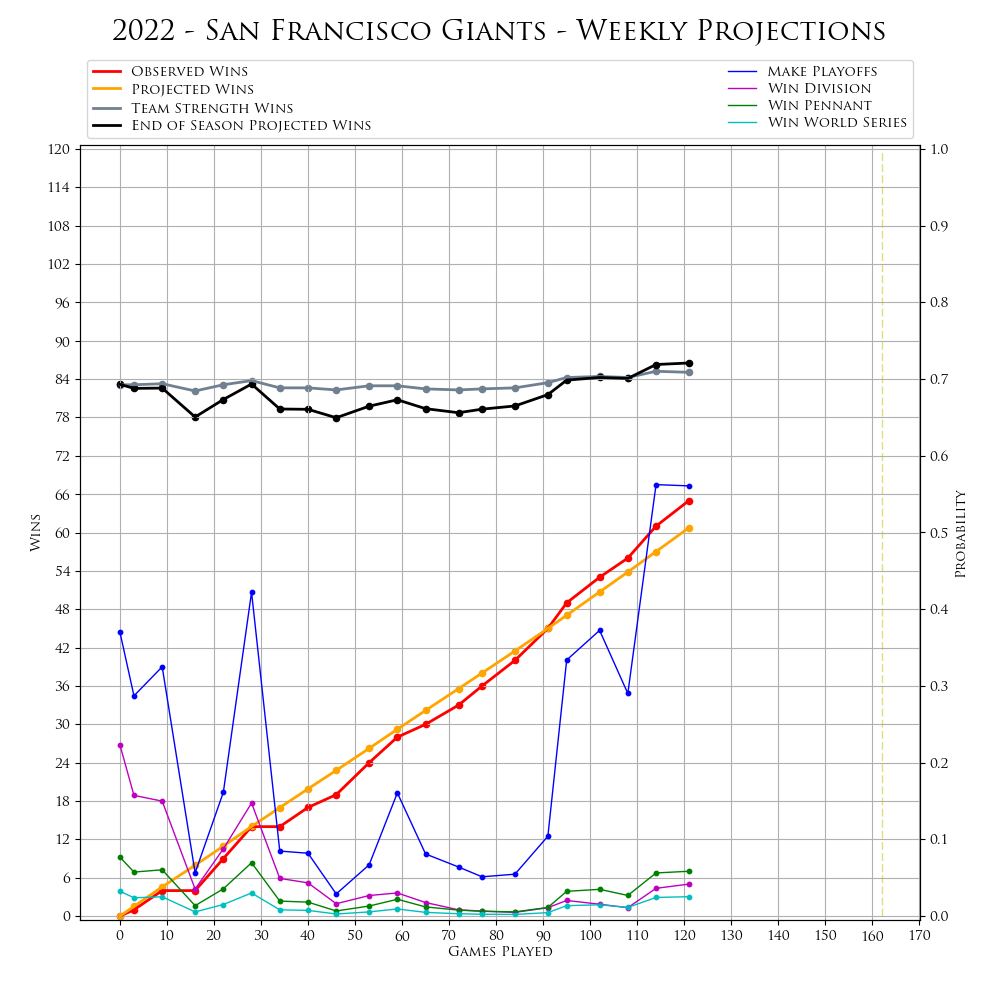 2022 - San Francisco Giants - Weekly Projections
Observed Wins
Projected Wins
Team Strength Wins
End of Season Projected Wins
Make Playoffs
Win Division
Win Pennant
Win World Series
120
114
108
102
96
90
84
78
72
66
60
54
48
42
36
30
24
18
12
6
0
Wins
1.0
0.9
0.8
0.7
0.6
0.5
0.4
0.3
0.2
0.1
0.0
Probability
0 10 20 30 40 50 60 70 80 90 100 110 120 130 140 150 160 170
Games Played